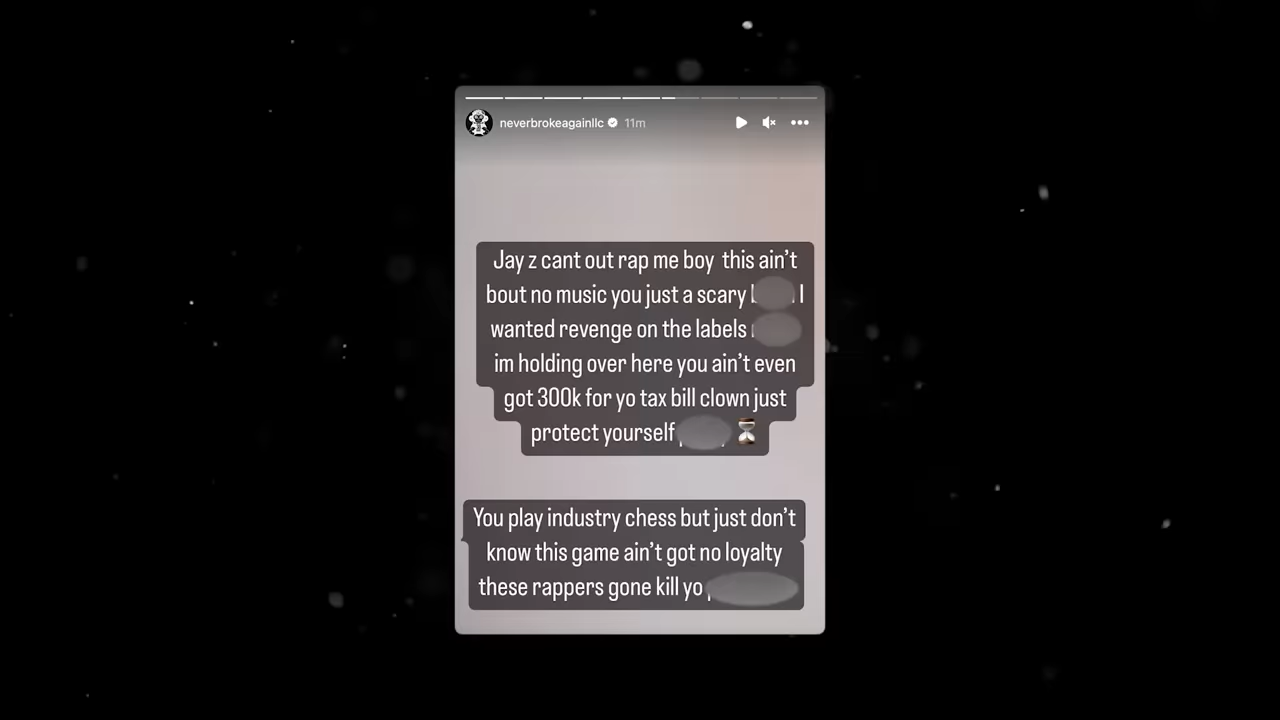 neverbrokeagainllc 11m
Jay z cant out rap me boy this ain't
bout no music you just a scary I
wanted revenge on the labels
im holding over here you ain't even
got 300k for yo tax bill clown just
protect yourself ⏳
You play industry chess but just don't
know this game ain't got no loyalty
these rappers gone kill yo